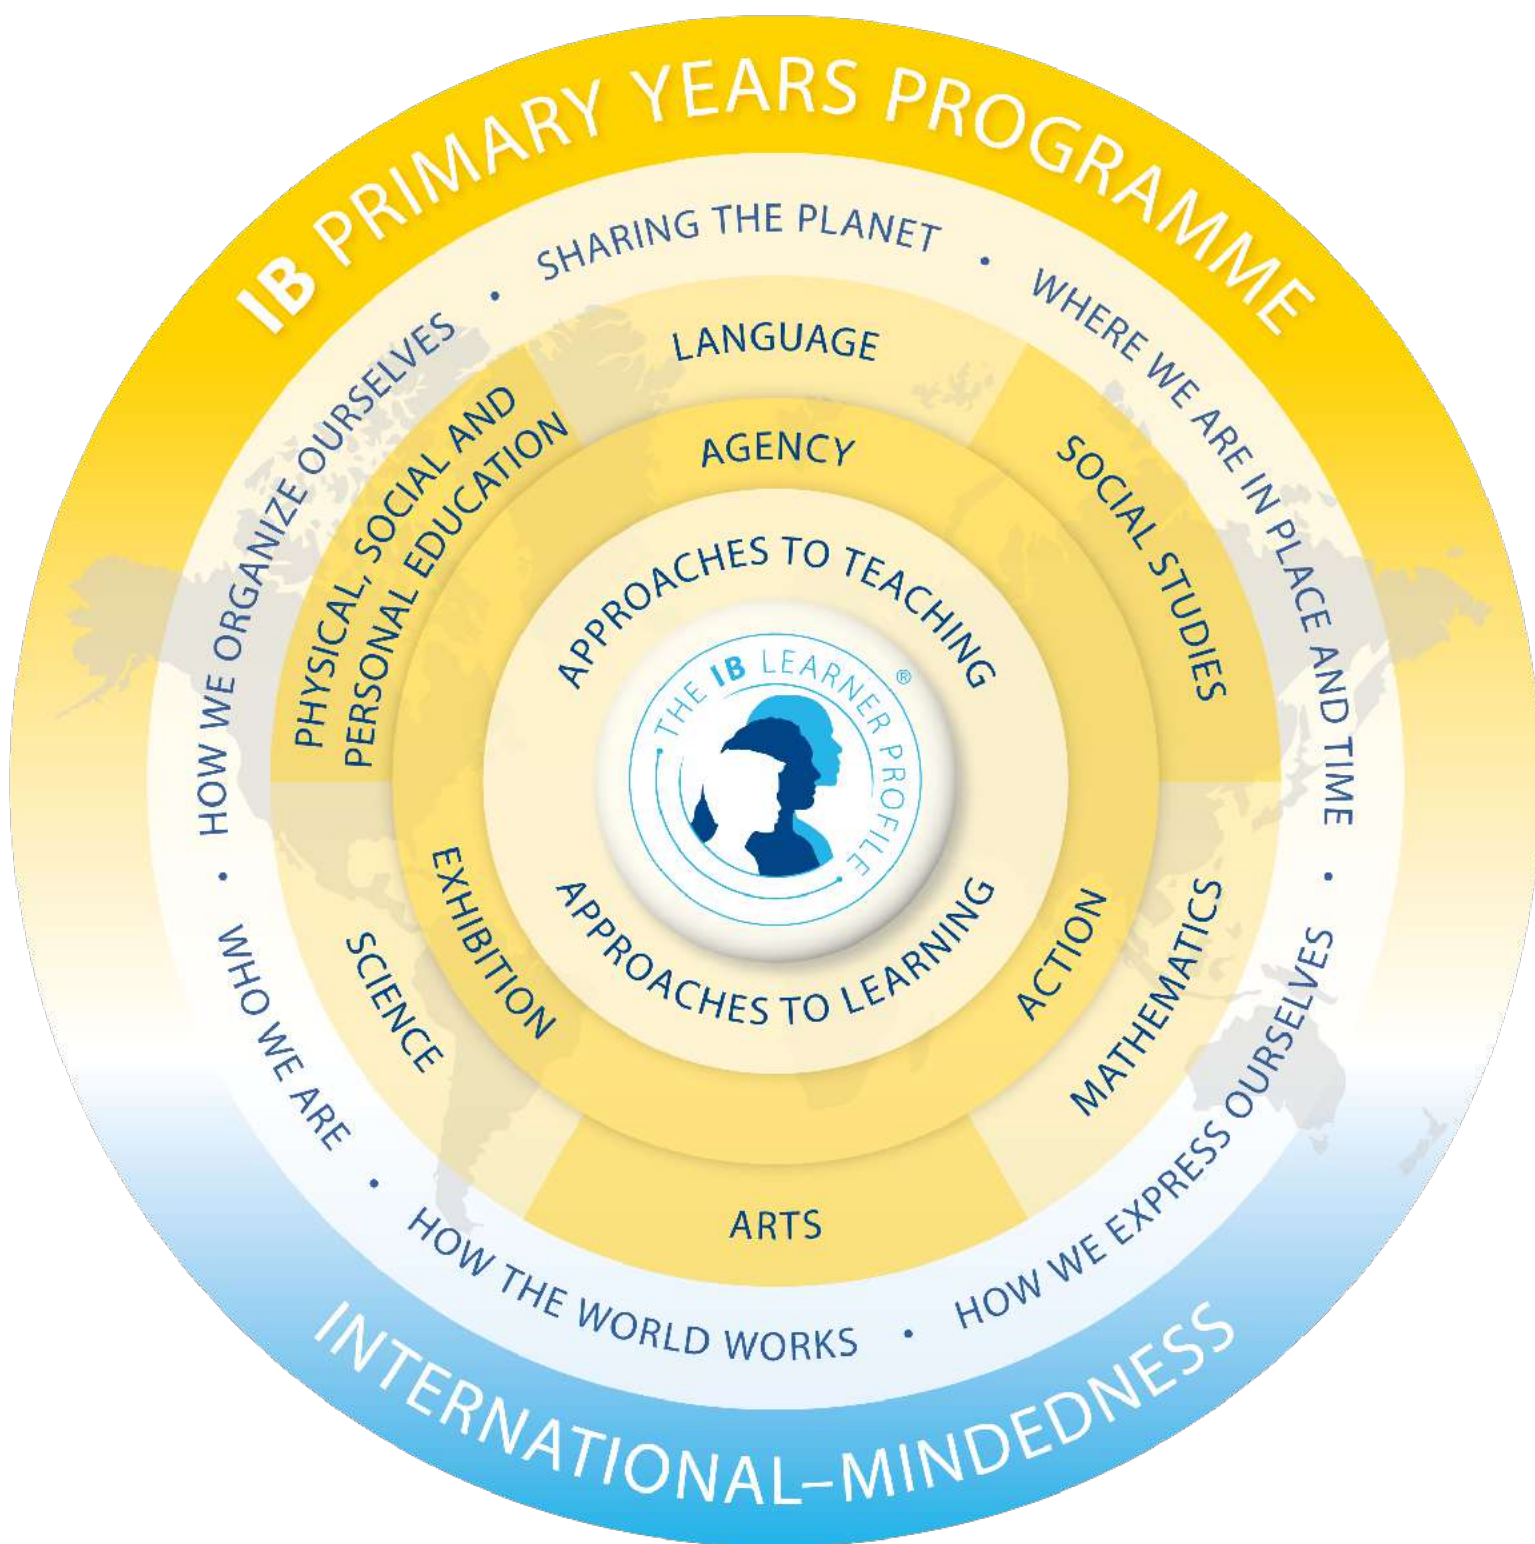 IB PRIMARY YEARS PROGRAMME
SHARING THE PLANET
•
WHERE WE ARE IN PLACE AND TIME
•
HOW WE EXPRESS OURSELVES
•
HOW THE WORLD WORKS
•
WHO WE ARE
•
HOW WE ORGANIZE OURSELVES
•
LANGUAGE
SOCIAL STUDIES
MATHEMATICS
ARTS
SCIENCE
PHYSICAL, SOCIAL AND
PERSONAL EDUCATION
AGENCY
ACTION
EXHIBITION
APPROACHES TO TEACHING
THE IB LEARNER PROFILE ®
APPROACHES TO LEARNING
INTERNATIONAL–MINDEDNESS